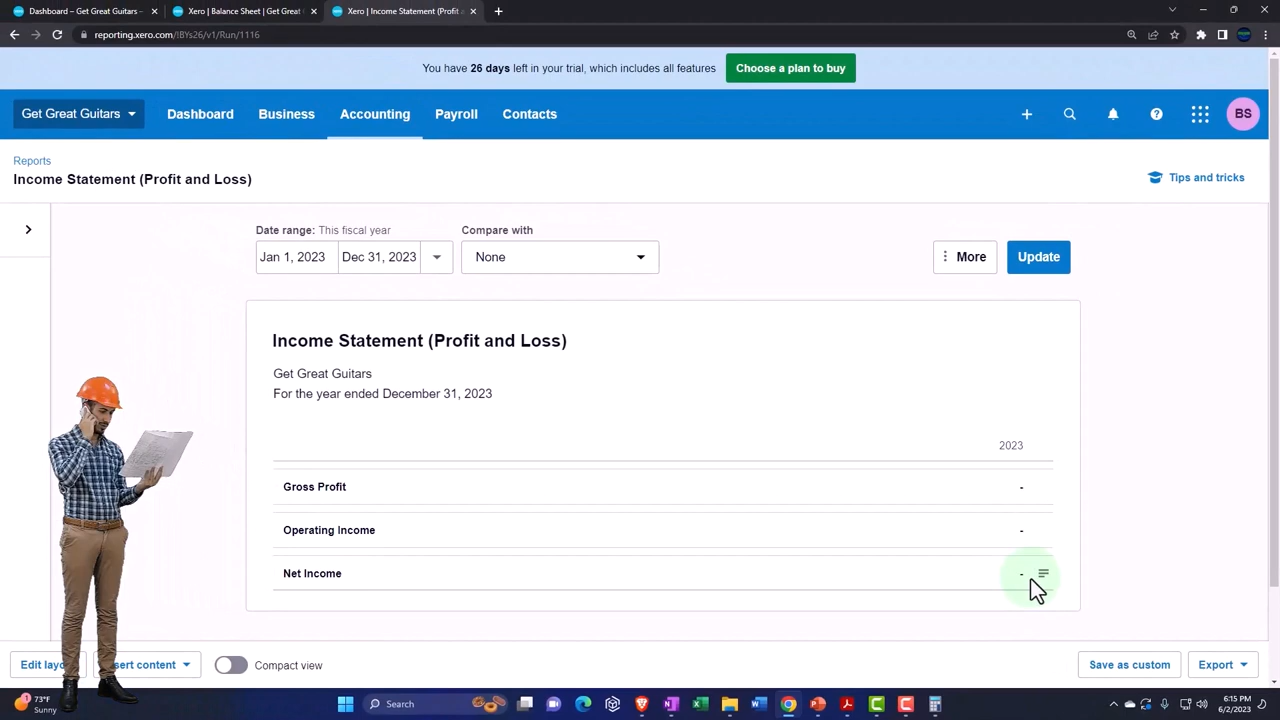 Dashboard – Get Great Guitars –
Xero | Balance Sheet | Get Great
Xero | Income Statement (Profit a
reporting.xero.com/!BYs26/v1/Run/1116
You have 26 days left in your trial, which includes all features
Choose a plan to buy
Get Great Guitars
Dashboard
Business
Accounting
Payroll
Contacts
BS
Reports
Income Statement (Profit and Loss)
Tips and tricks
Date range: This fiscal year
Compare with
Jan 1, 2023
Dec 31, 2023
None
More
Update
Income Statement (Profit and Loss)
Get Great Guitars
For the year ended December 31, 2023
2023
Gross Profit -
Operating Income -
Net Income -
Edit layo
sert content
Compact view
Save as custom
Export
73°F
Sunny
Search
6:15 PM
6/2/2023